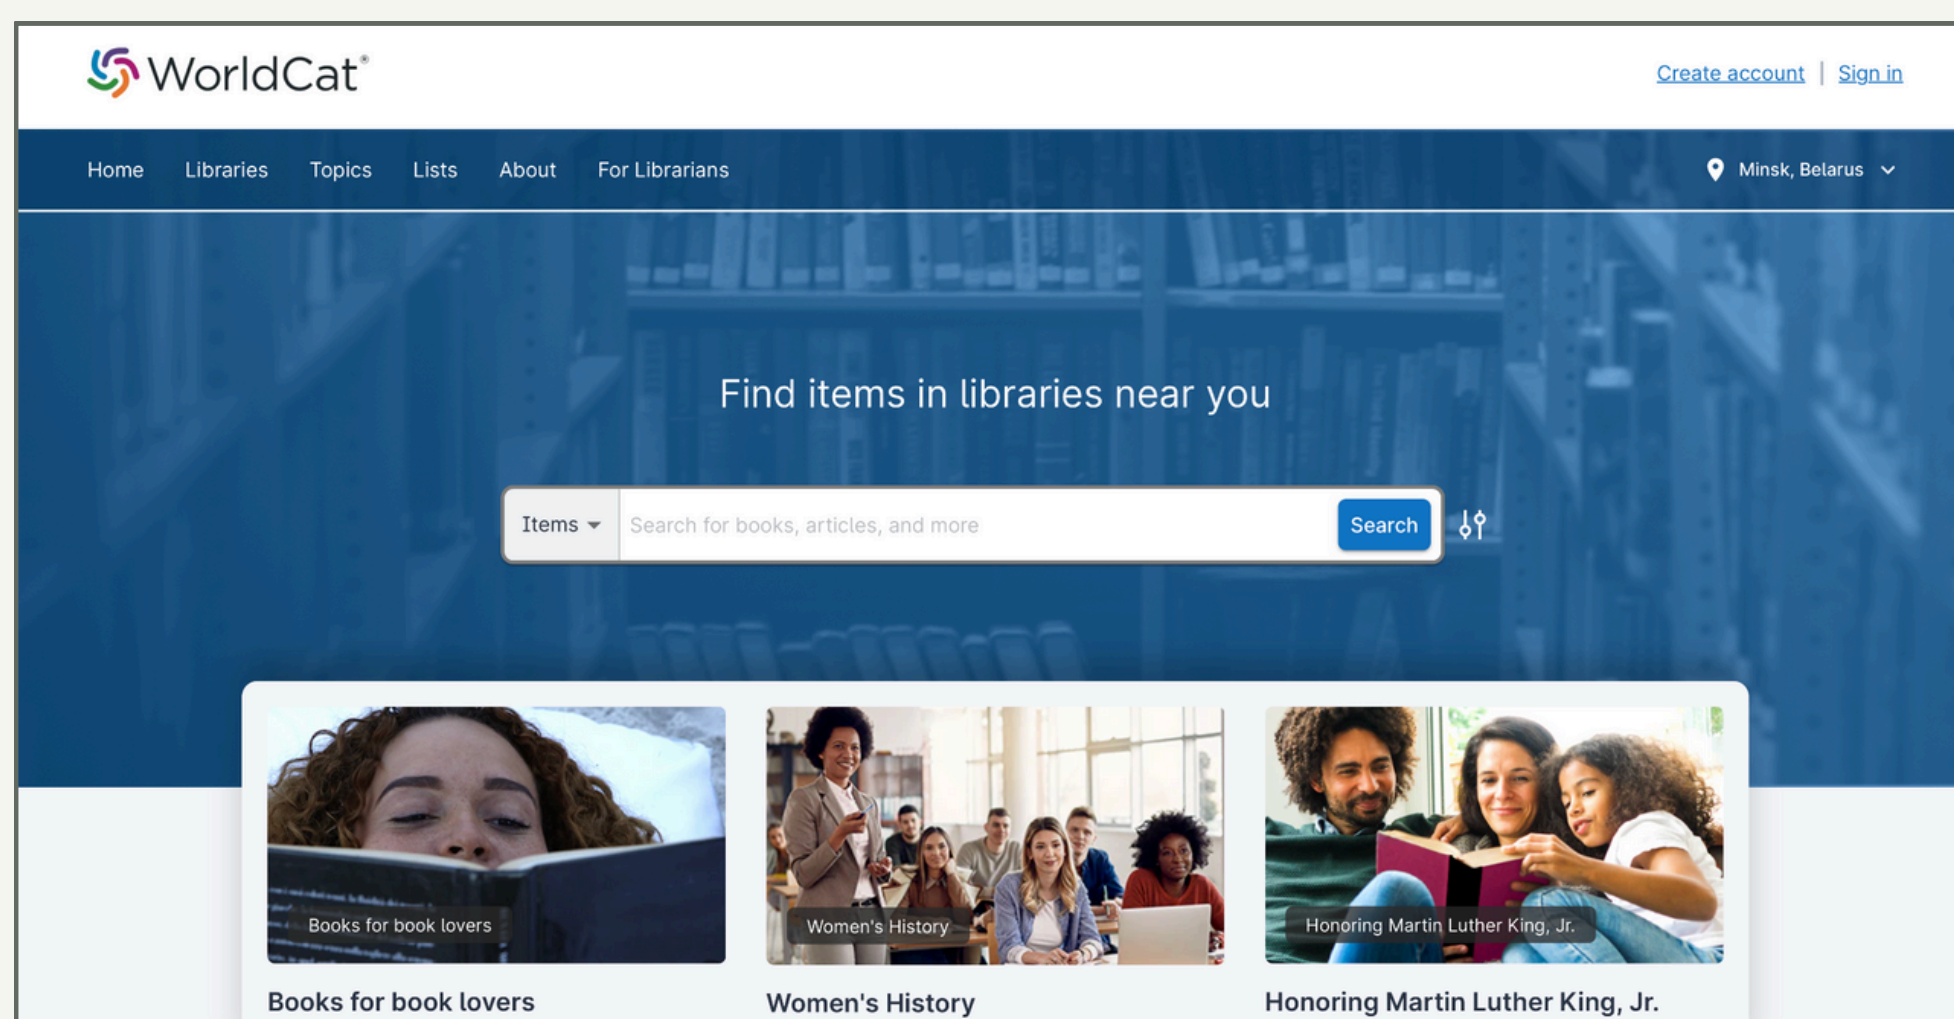 WorldCat®
Create account | Sign in
Home Libraries Topics Lists About For Librarians
Minsk, Belarus
Find items in libraries near you
Items
Search for books, articles, and more
Search
Books for book lovers
Women's History
Honoring Martin Luther King, Jr.
Books for book lovers
Women's History
Honoring Martin Luther King, Jr.